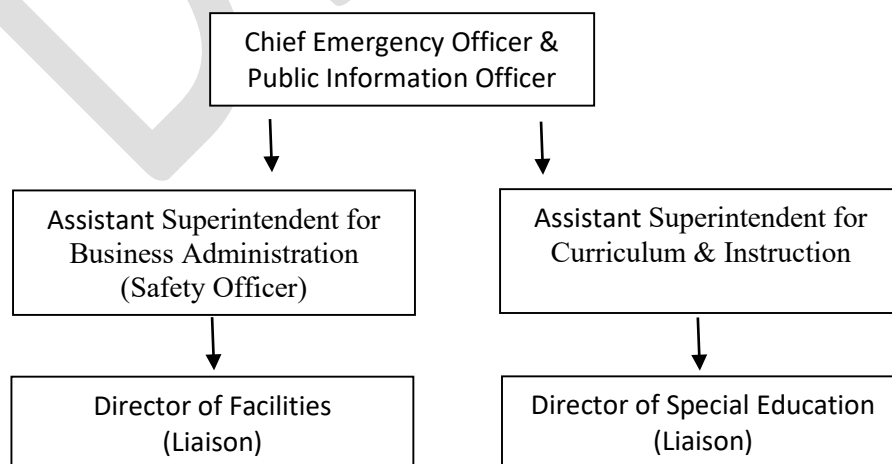 Chief Emergency Officer &
Public Information Officer
Assistant Superintendent for
Business Administration
(Safety Officer)
Assistant Superintendent for
Curriculum & Instruction
Director of Facilities
(Liaison)
Director of Special Education
(Liaison)